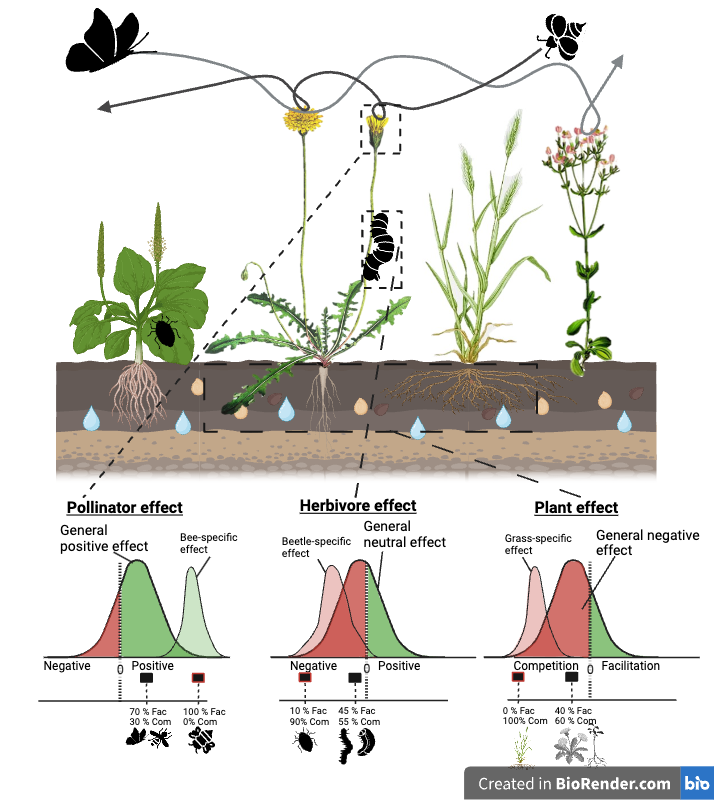 Pollinator effect
General
positive effect
Bee-specific
effect
Negative
0
Positive
70 % Fac
30 % Com
100 % Fac
0% Com
Herbivore effect
Beetle-specific
effect
General
neutral effect
Negative
0
Positive
10 % Fac
90% Com
45 % Fac
55 % Com
Plant effect
Grass-specific
effect
General negative
effect
Competition
0
Facilitation
0 % Fac
100% Com
40 % Fac
60 % Com
Created in BioRender.com bio